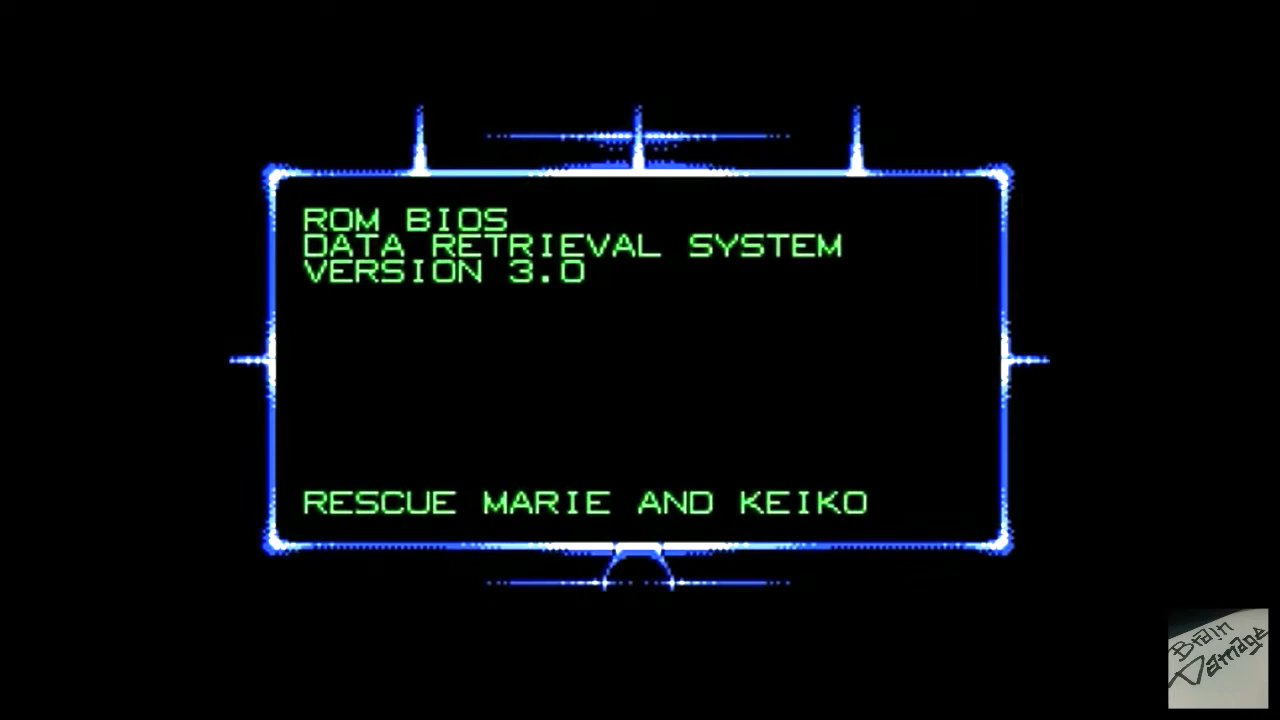 ROM BIOS
DATA RETRIEVAL SYSTEM
VERSION 3.0
RESCUE MARIE AND KEIKO
Brain
Damage